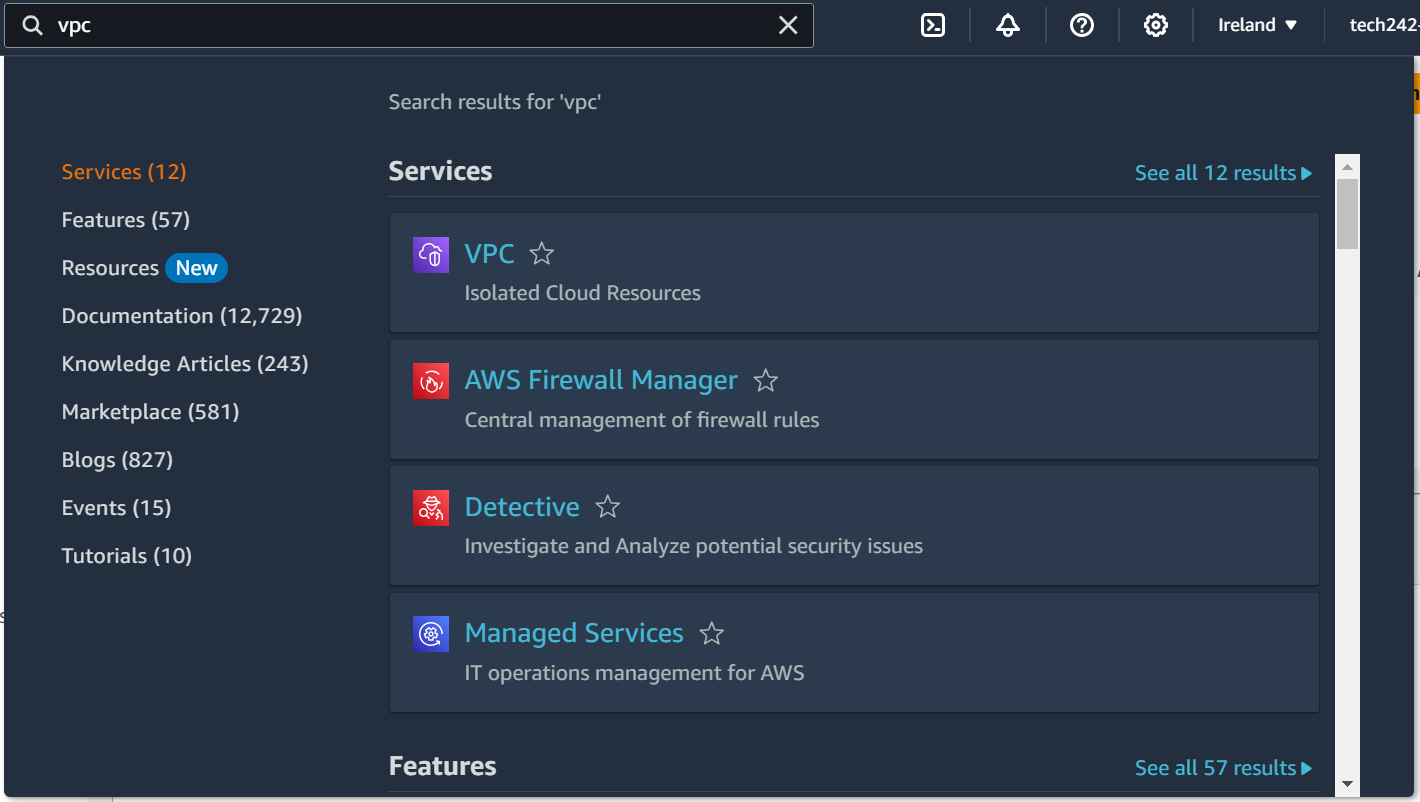 vpc
Ireland ▼
tech242-
Search results for 'vpc'
Services (12)
Features (57)
Resources New
Documentation (12,729)
Knowledge Articles (243)
Marketplace (581)
Blogs (827)
Events (15)
Tutorials (10)
Services
See all 12 results
VPC
Isolated Cloud Resources
AWS Firewall Manager
Central management of firewall rules
Detective
Investigate and Analyze potential security issues
Managed Services
IT operations management for AWS
Features
See all 57 results